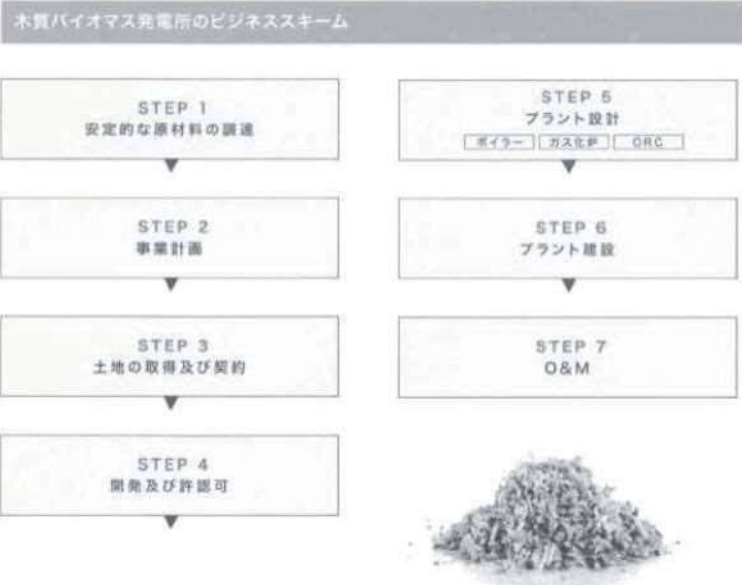 木質バイオマス発電所のビジネススキーム
STEP 1
安定的な原材料の調達
STEP 2
事業計画
STEP 3
土地の取得及び契約
STEP 4
開発及び許認可
STEP 5
プラント設計
ボイラー ガス化炉 ORC
STEP 6
プラント建設
STEP 7
O&M